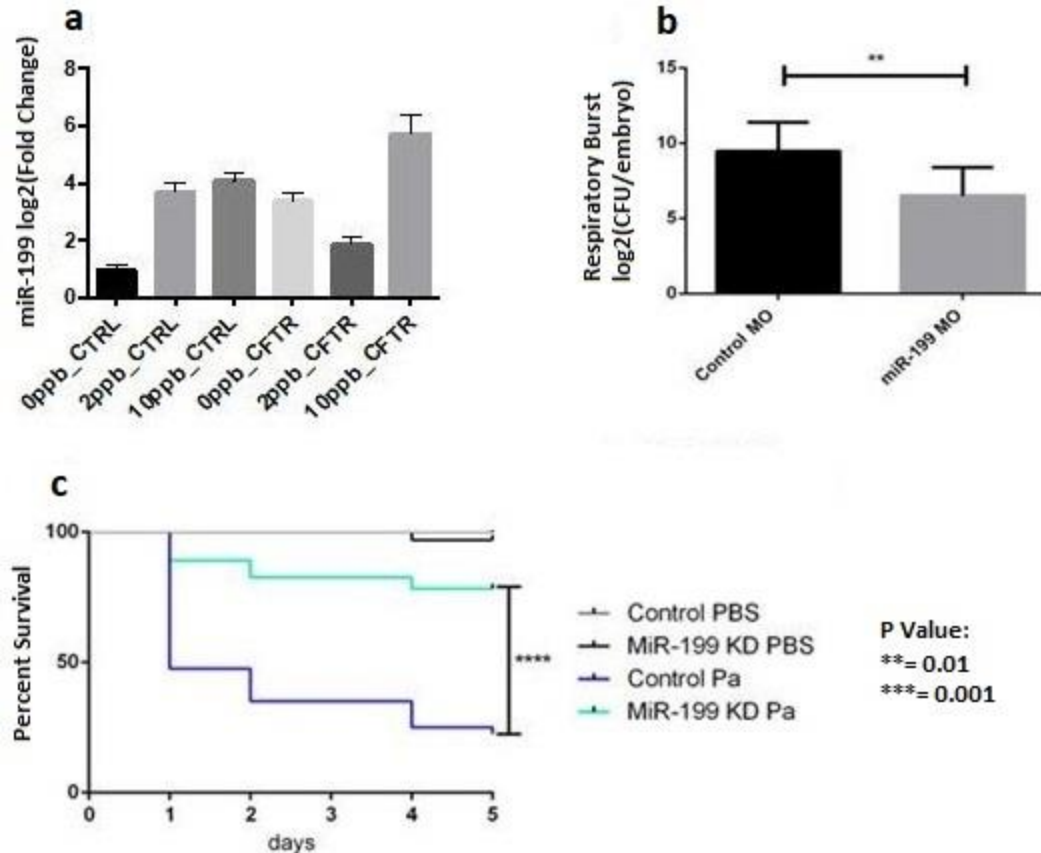 a
miR-199 log2(Fold Change)
8
6
4
2
0
0ppb_CTRL
2ppb_CTRL
10ppb_CTRL
0ppb_CFTR
2ppb_CFTR
10ppb_CFTR
b
Respiratory Burst
log2(CFU/embryo)
15
10
5
0
**
Control MO
miR-199 MO
c
Percent Survival
100
50
0
0 1 2 3 4 5
days
****
Control PBS
MiR-199 KD PBS
Control Pa
MiR-199 KD Pa
P Value:
**= 0.01
***= 0.001